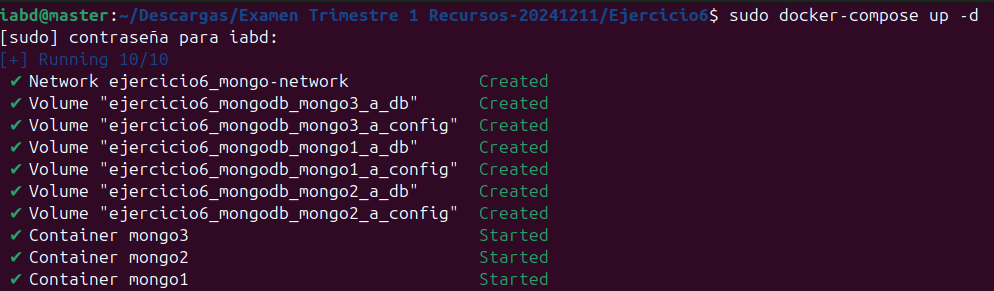 iabd@master:~/Descargas/Examen Trimestre 1 Recursos-20241211/Ejercicio6$ sudo docker-compose up -d
[sudo] contraseña para iabd:
[+] Running 10/10
✔ Network ejercicio6_mongo-network Created
✔ Volume "ejercicio6_mongodb_mongo3_a_db" Created
✔ Volume "ejercicio6_mongodb_mongo3_a_config" Created
✔ Volume "ejercicio6_mongodb_mongo1_a_db" Created
✔ Volume "ejercicio6_mongodb_mongo1_a_config" Created
✔ Volume "ejercicio6_mongodb_mongo2_a_db" Created
✔ Volume "ejercicio6_mongodb_mongo2_a_config" Created
✔ Container mongo3 Started
✔ Container mongo2 Started
✔ Container mongo1 Started